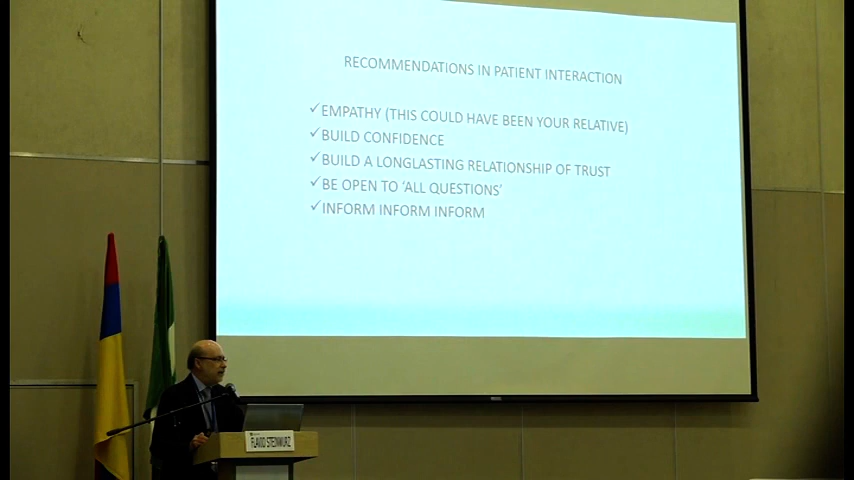 RECOMMENDATIONS IN PATIENT INTERACTION
✓EMPATHY (THIS COULD HAVE BEEN YOUR RELATIVE)
✓BUILD CONFIDENCE
✓BUILD A LONGLASTING RELATIONSHIP OF TRUST
✓BE OPEN TO ‘ALL QUESTIONS’
✓INFORM INFORM INFORM
FLAVIO STEINWURZ